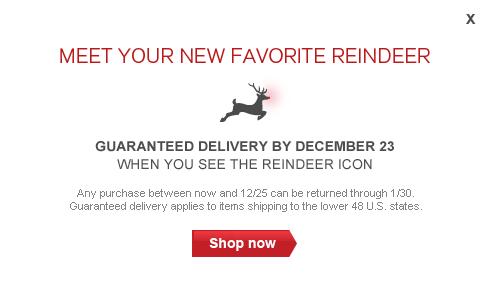 X
MEET YOUR NEW FAVORITE REINDEER
GUARANTEED DELIVERY BY DECEMBER 23
WHEN YOU SEE THE REINDEER ICON
Any purchase between now and 12/25 can be returned through 1/30.
Guaranteed delivery applies to items shipping to the lower 48 U.S. states.
Shop now